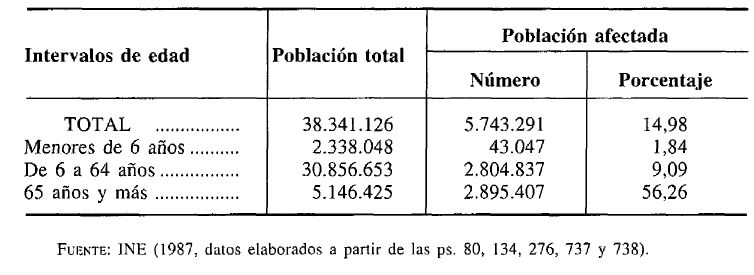 Intervalos de edad Población total Población afectada
Número Porcentaje
TOTAL ................. 38.341.126 5.743.291 14,98
Menores de 6 años .......... 2.338.048 43.047 1,84
De 6 a 64 años ................ 30.856.653 2.804.837 9,09
65 años y más ................. 5.146.425 2.895.407 56,26
FUENTE: INE (1987, datos elaborados a partir de las ps. 80, 134, 276, 737 y 738).